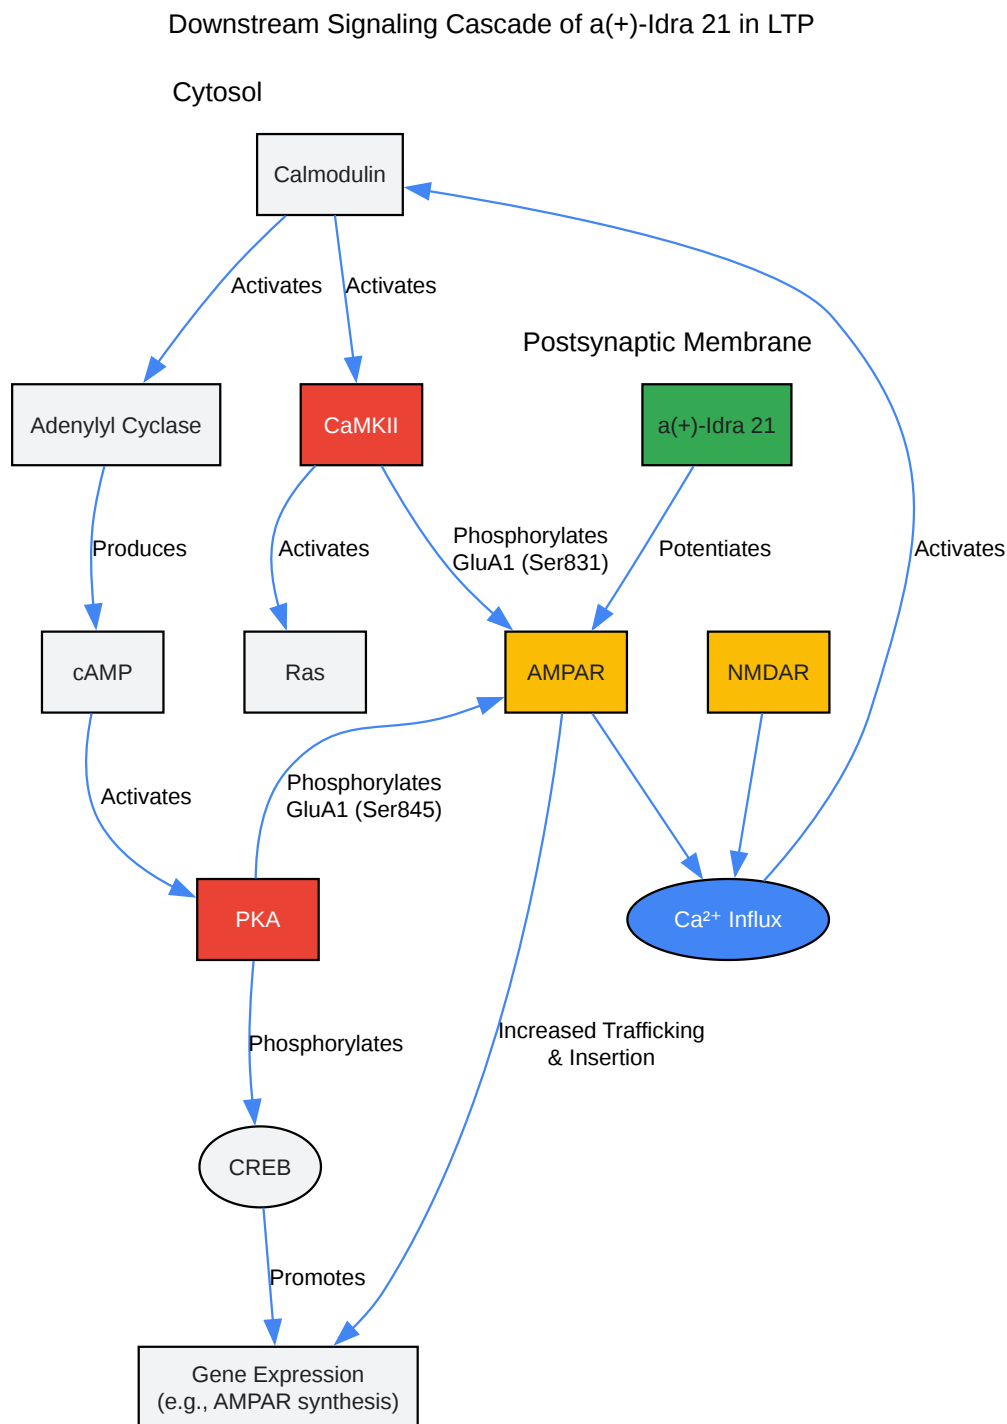 Downstream Signaling Cascade of a(+)-Idra 21 in LTP
Cytosol
Calmodulin
Activates
Activates
Postsynaptic Membrane
Adenylyl Cyclase
CaMKII
a(+)-Idra 21
Produces
Activates
Phosphorylates
GluA1 (Ser831)
Potentiates
Activates
cAMP
Ras
AMPAR
NMDAR
Activates
Phosphorylates
GluA1 (Ser845)
PKA
Ca²⁺ Influx
Phosphorylates
Increased Trafficking
& Insertion
CREB
Promotes
Gene Expression
(e.g., AMPAR synthesis)